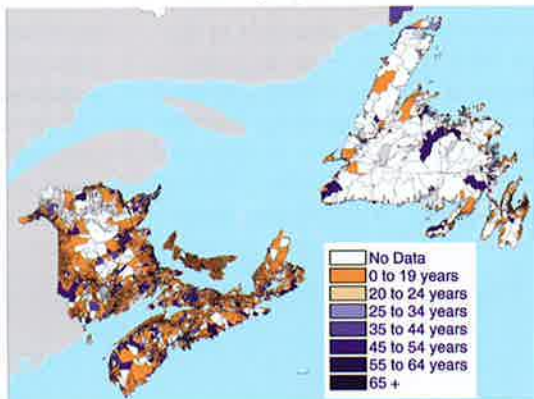 No Data
0 to 19 years
20 to 24 years
25 to 34 years
35 to 44 years
45 to 54 years
55 to 64 years
65 +